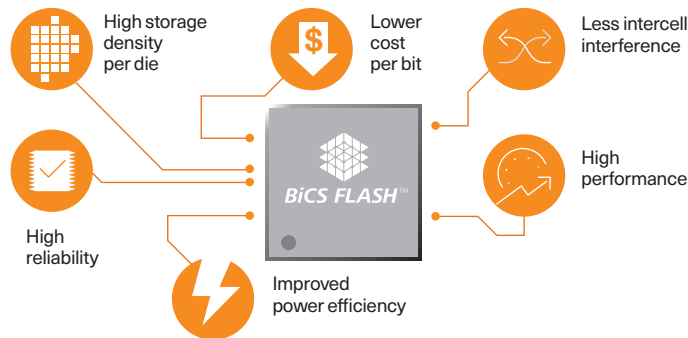 High storage
density
per die
Lower
cost
per bit
$
Less intercell
interference
High
reliability
BiCS FLASH™
High
performance
Improved
power efficiency